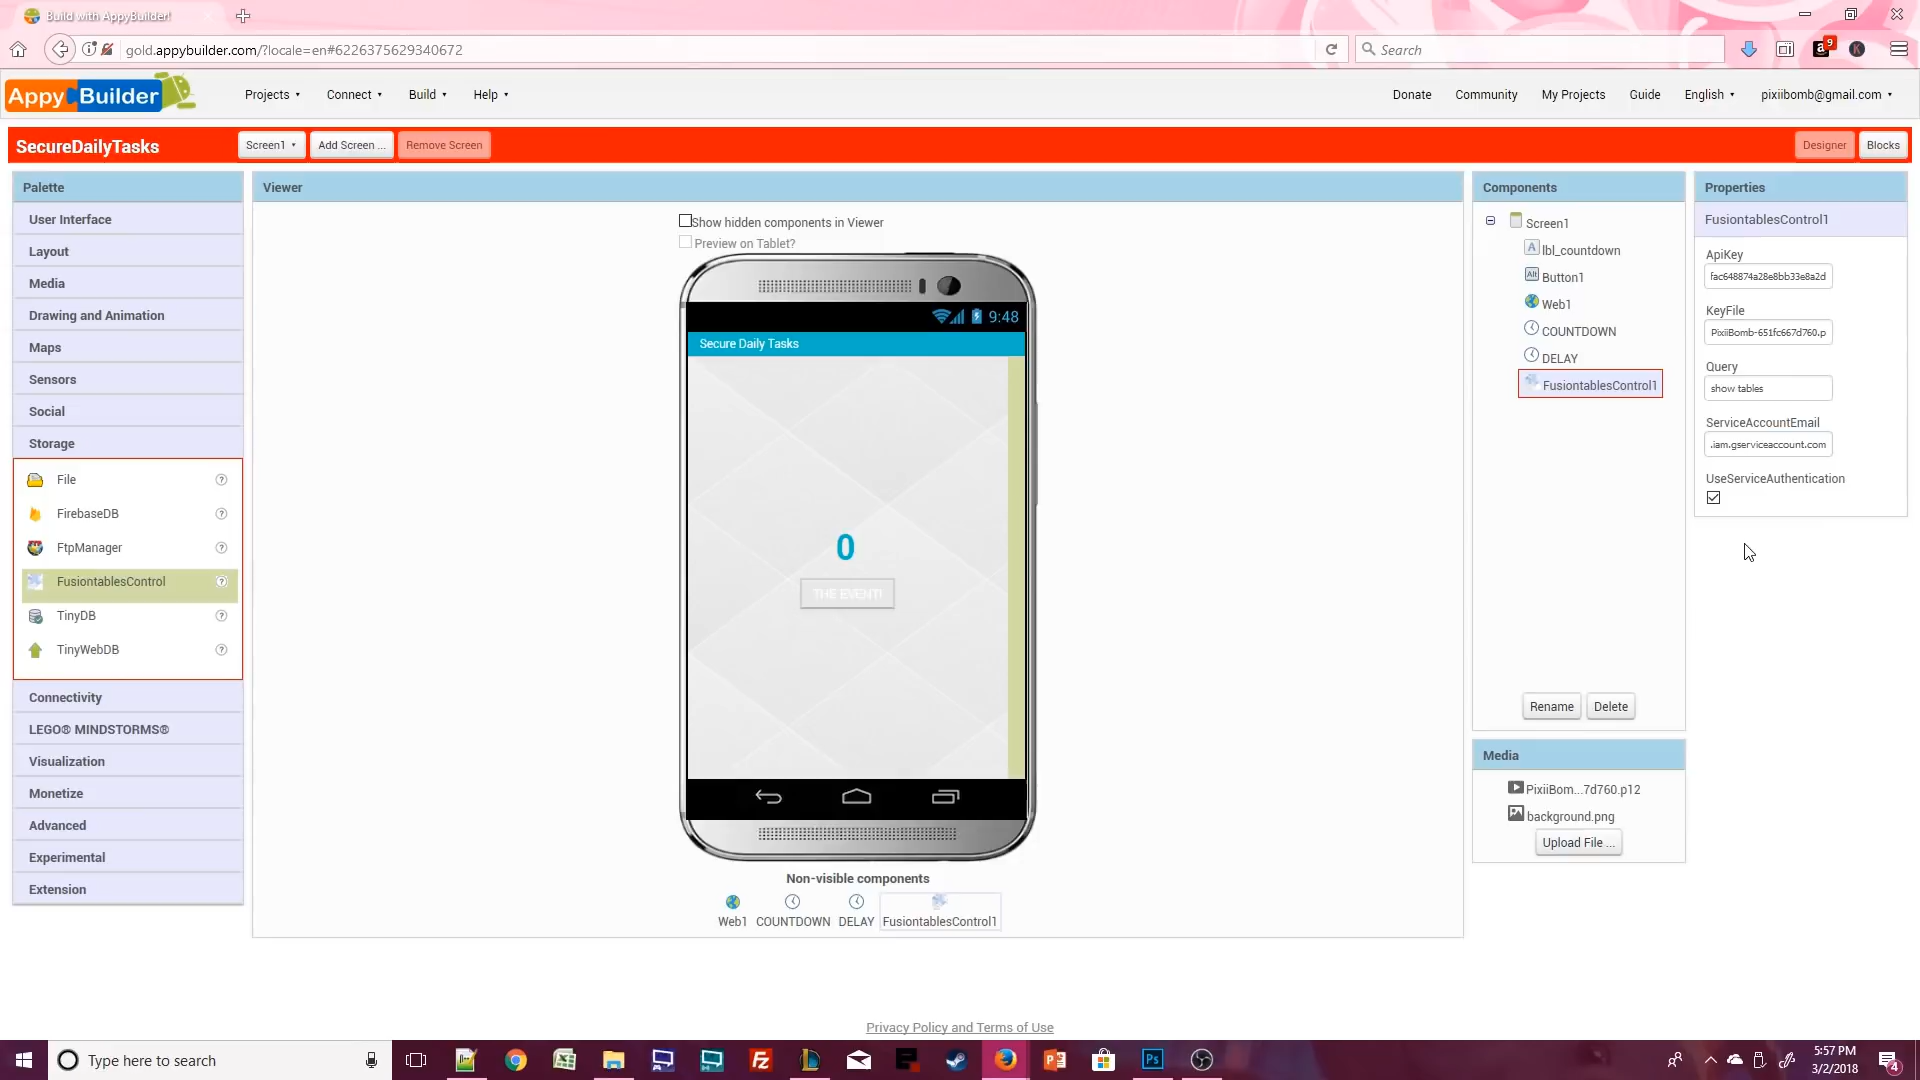 Build with AppyBuilder!
gold.appybuilder.com/?locale=en#6226375629340672
Search
9
AppyBuilder
Projects
Connect
Build
Help
Donate
Community
My Projects
Guide
English
pixiibomb@gmail.com
SecureDailyTasks
Screen1
Add Screen ...
Remove Screen
Designer
Blocks
Palette
User Interface
Layout
Media
Drawing and Animation
Maps
Sensors
Social
Storage
File
FirebaseDB
FtpManager
FusiontablesControl
TinyDB
TinyWebDB
Connectivity
LEGO® MINDSTORMS®
Visualization
Monetize
Advanced
Experimental
Extension
Viewer
Show hidden components in Viewer
Preview on Tablet?
9:48
Secure Daily Tasks
0
THE EVENT!
Non-visible components
Web1
COUNTDOWN
DELAY
FusiontablesControl1
Components
Screen1
lbl_countdown
Button1
Web1
COUNTDOWN
DELAY
FusiontablesControl1
Rename
Delete
Media
PixiiBom...7d760.p12
background.png
Upload File ...
Properties
FusiontablesControl1
ApiKey
fac648874a28e8bb33e8a2d
KeyFile
PixiiBomb-651fc667d760.p
Query
show tables
ServiceAccountEmail
.iam.gserviceaccount.com
UseServiceAuthentication
Privacy Policy and Terms of Use
Type here to search
5:57 PM
3/2/2018
4